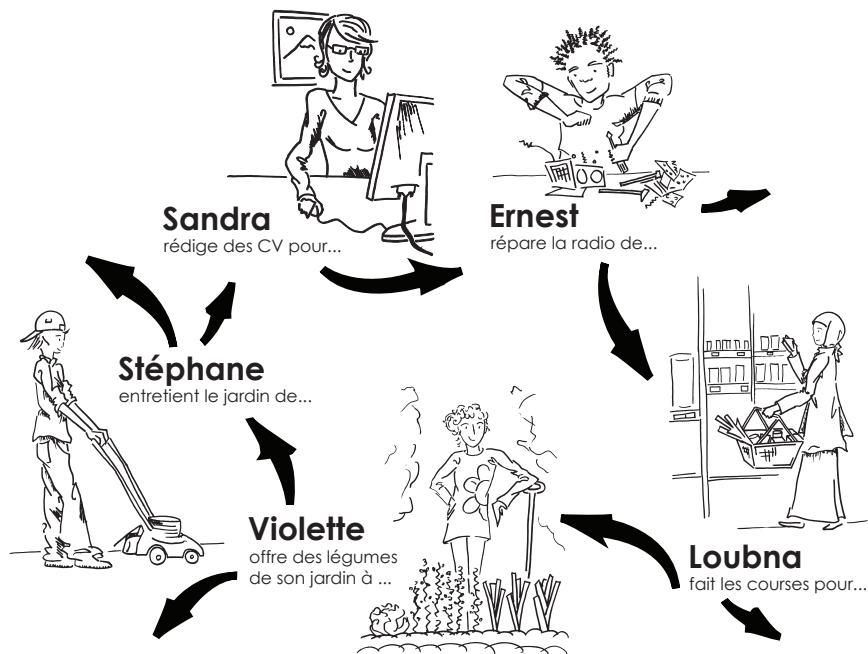 Sandra
rédige des CV pour...
Ernest
répare la radio de...
Stéphane
entretient le jardin de...
Violette
offre des légumes
de son jardin à ...
Loubna
fait les courses pour...